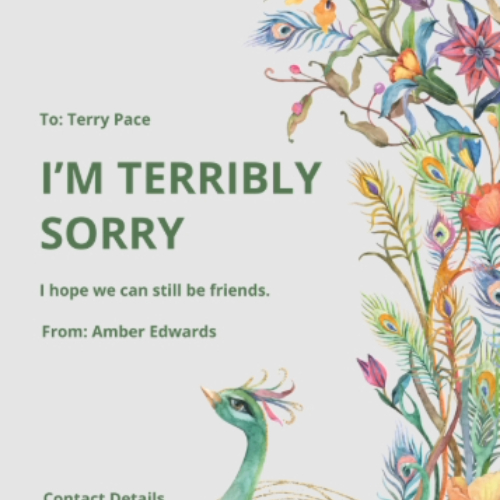 To: Terry Pace
I’M TERRIBLY
SORRY
I hope we can still be friends.
From: Amber Edwards
Contact Details